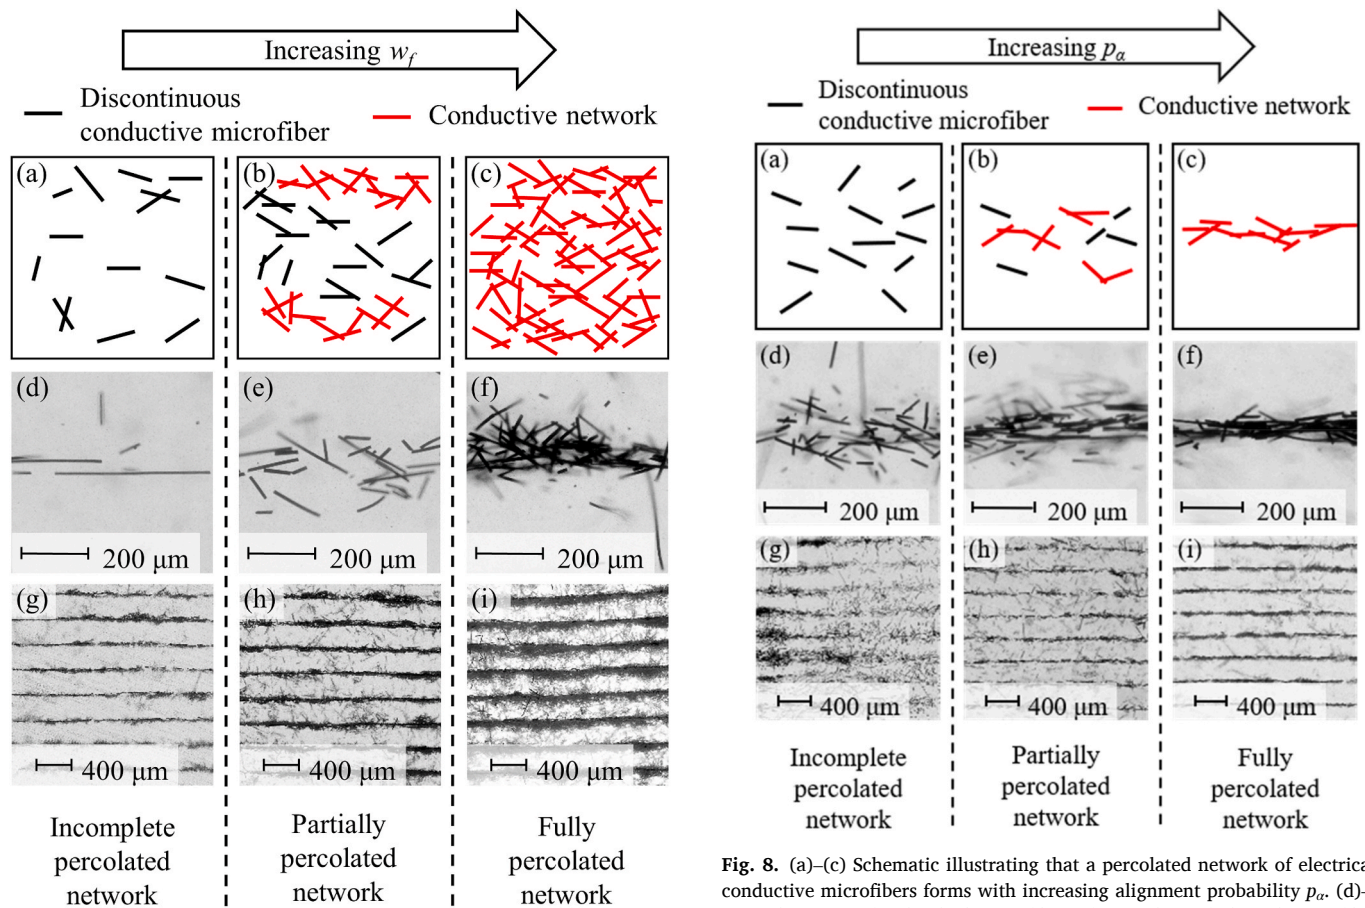 Increasing wf
Discontinuous
conductive microfiber
Conductive network
(a)
(b)
(c)
(d)
(e)
(f)
200 μm
200 μm
200 μm
(g)
(h)
(i)
400 μm
400 μm
400 μm
Incomplete
percolated
network
Partially
percolated
network
Fully
percolated
network
Increasing pα
Discontinuous
conductive microfiber
Conductive network
(a)
(b)
(c)
(d)
(e)
(f)
200 μm
200 μm
200 μm
(g)
(h)
(i)
400 μm
400 μm
400 μm
Incomplete
percolated
network
Partially
percolated
network
Fully
percolated
network
Fig. 8. (a)–(c) Schematic illustrating that a percolated network of electrica
conductive microfibers forms with increasing alignment probability pα. (d)–